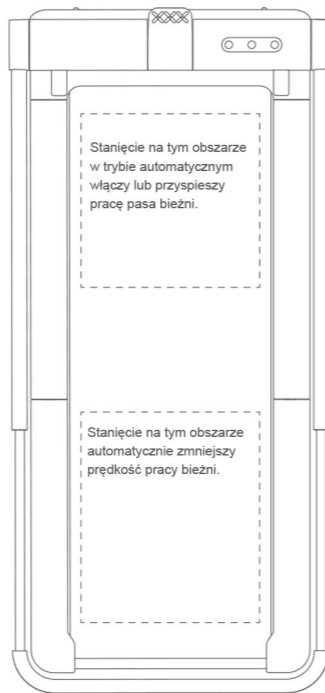 Stanięcie na tym obszarze
w trybie automatycznym
włączy lub przyspieszy
pracę pasa bieżni.
Stanięcie na tym obszarze
automatycznie zmniejszy
prędkość pracy bieżni.